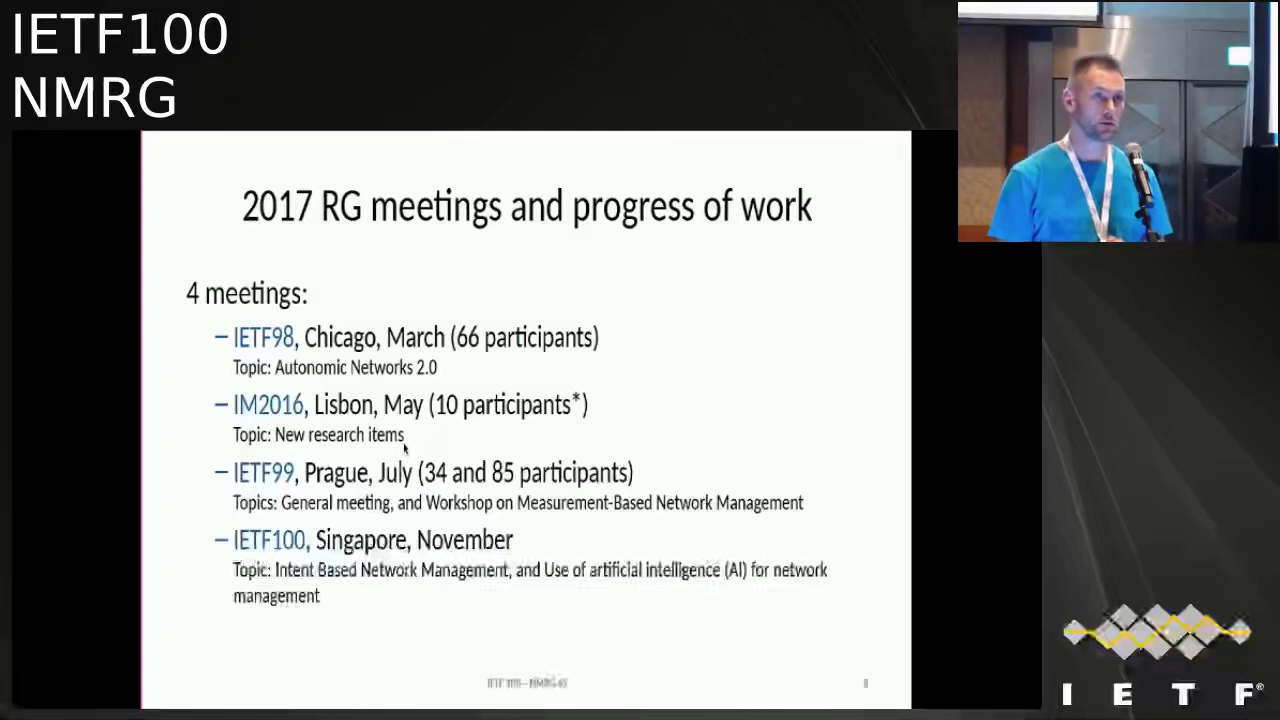 IETF100
NMRG
2017 RG meetings and progress of work
4 meetings:
– IETF98, Chicago, March (66 participants)
Topic: Autonomic Networks 2.0
– IM2016, Lisbon, May (10 participants*)
Topic: New research items
– IETF99, Prague, July (34 and 85 participants)
Topics: General meeting, and Workshop on Measurement-Based Network Management
– IETF100, Singapore, November
Topic: Intent Based Network Management, and Use of artificial intelligence (AI) for network
management
I E T F®